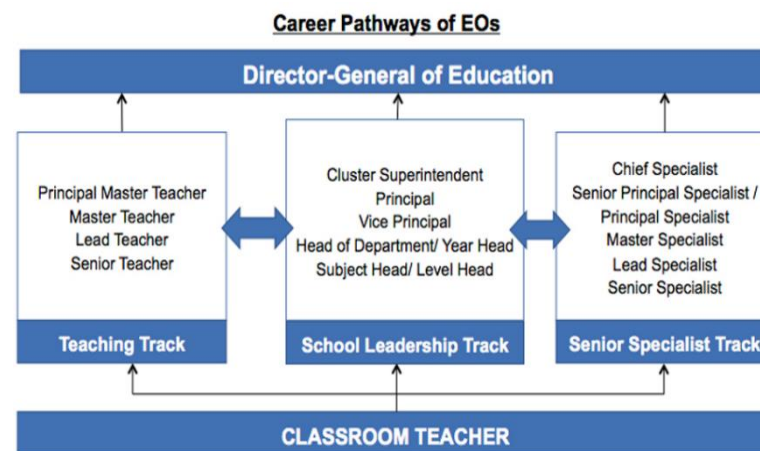 Career Pathways of EOs
Director-General of Education
Principal Master Teacher
Master Teacher
Lead Teacher
Senior Teacher
Teaching Track
Cluster Superintendent
Principal
Vice Principal
Head of Department/ Year Head
Subject Head/ Level Head
School Leadership Track
Chief Specialist
Senior Principal Specialist /
Principal Specialist
Master Specialist
Lead Specialist
Senior Specialist
Senior Specialist Track
CLASSROOM TEACHER